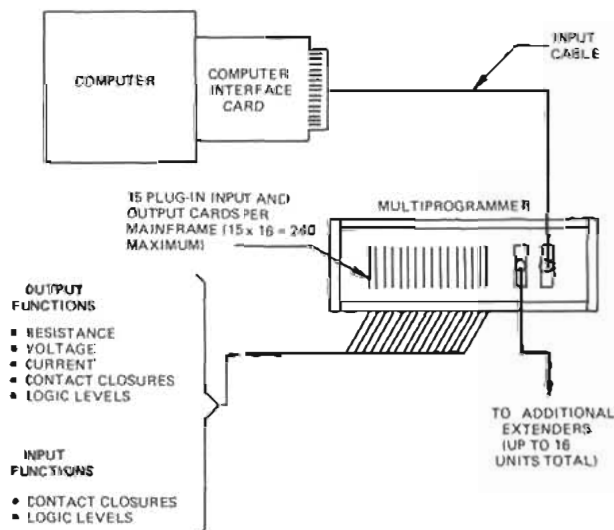 COMPUTER
COMPUTER
INTERFACE
CARD
INPUT
CABLE
15 PLUG-IN INPUT AND
OUTPUT CARDS PER
MAINFRAME (15 x 16 = 240
MAXIMUM)
MULTIPROGRAMMER
OUTPUT
FUNCTIONS
• RESISTANCE
• VOLTAGE
• CURRENT
• CONTACT CLOSURES
• LOGIC LEVELS
INPUT
FUNCTIONS
• CONTACT CLOSURES
• LOGIC LEVELS
TO ADDITIONAL
EXTENDERS
(UP TO 16
UNITS TOTAL)